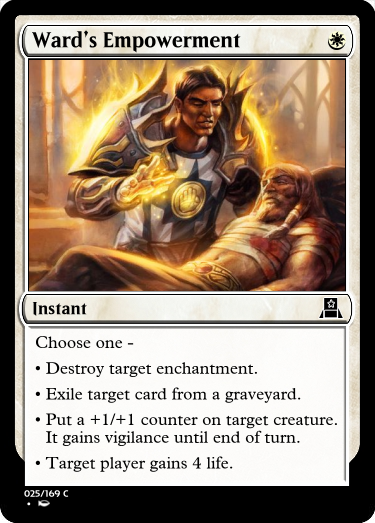 Ward's Empowerment
Instant
Choose one -
• Destroy target enchantment.
• Exile target card from a graveyard.
• Put a +1/+1 counter on target creature.
It gains vigilance until end of turn.
• Target player gains 4 life.
025/169 C
•